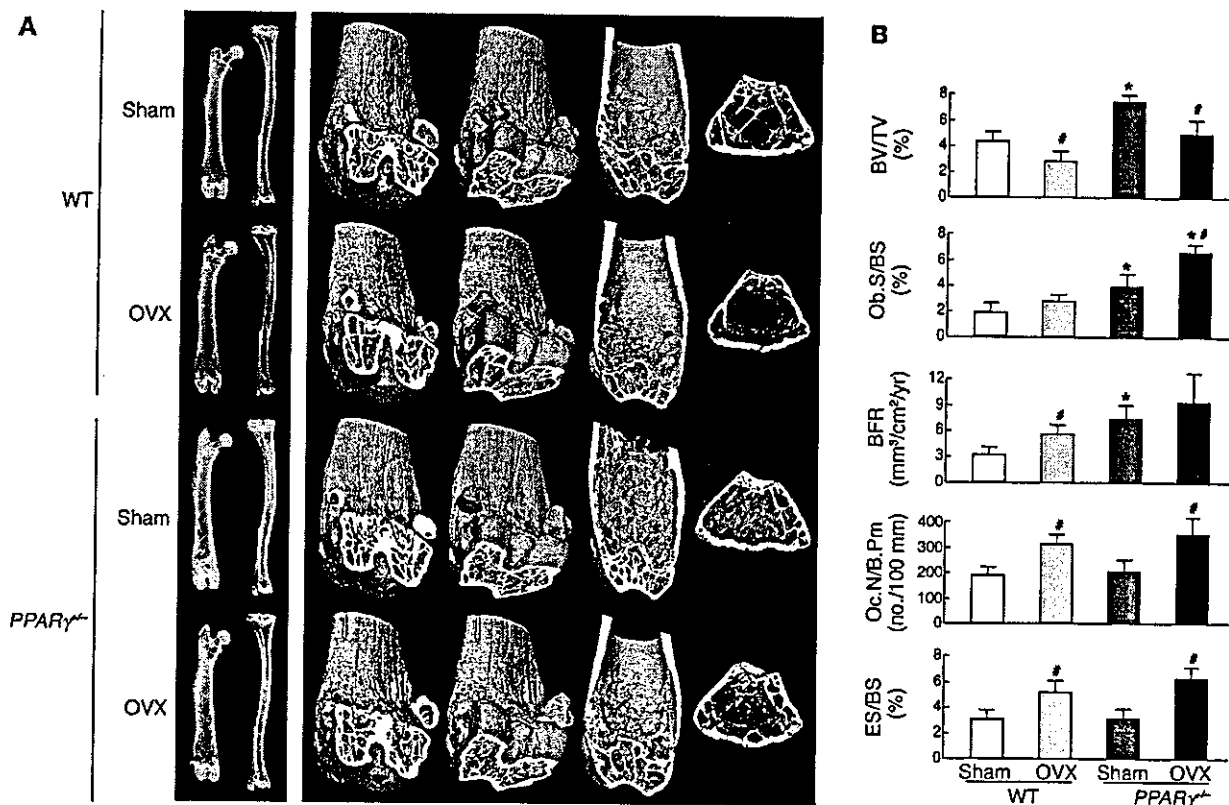 A
Sham
WT
OVX
Sham
PPARγ+/-
OVX
B
BV/TV
(%)
8
6
4
2
0
*
#
#
Ob.S/BS
(%)
8
6
4
2
0
*
*#
BFR
(mm³/cm²/yr)
12
9
6
3
0
#
*
Oc.N/B.Pm
(no./100 mm)
400
300
200
100
0
#
#
ES/BS
(%)
8
6
4
2
0
#
#
Sham OVX Sham OVX
WT PPARγ+/-